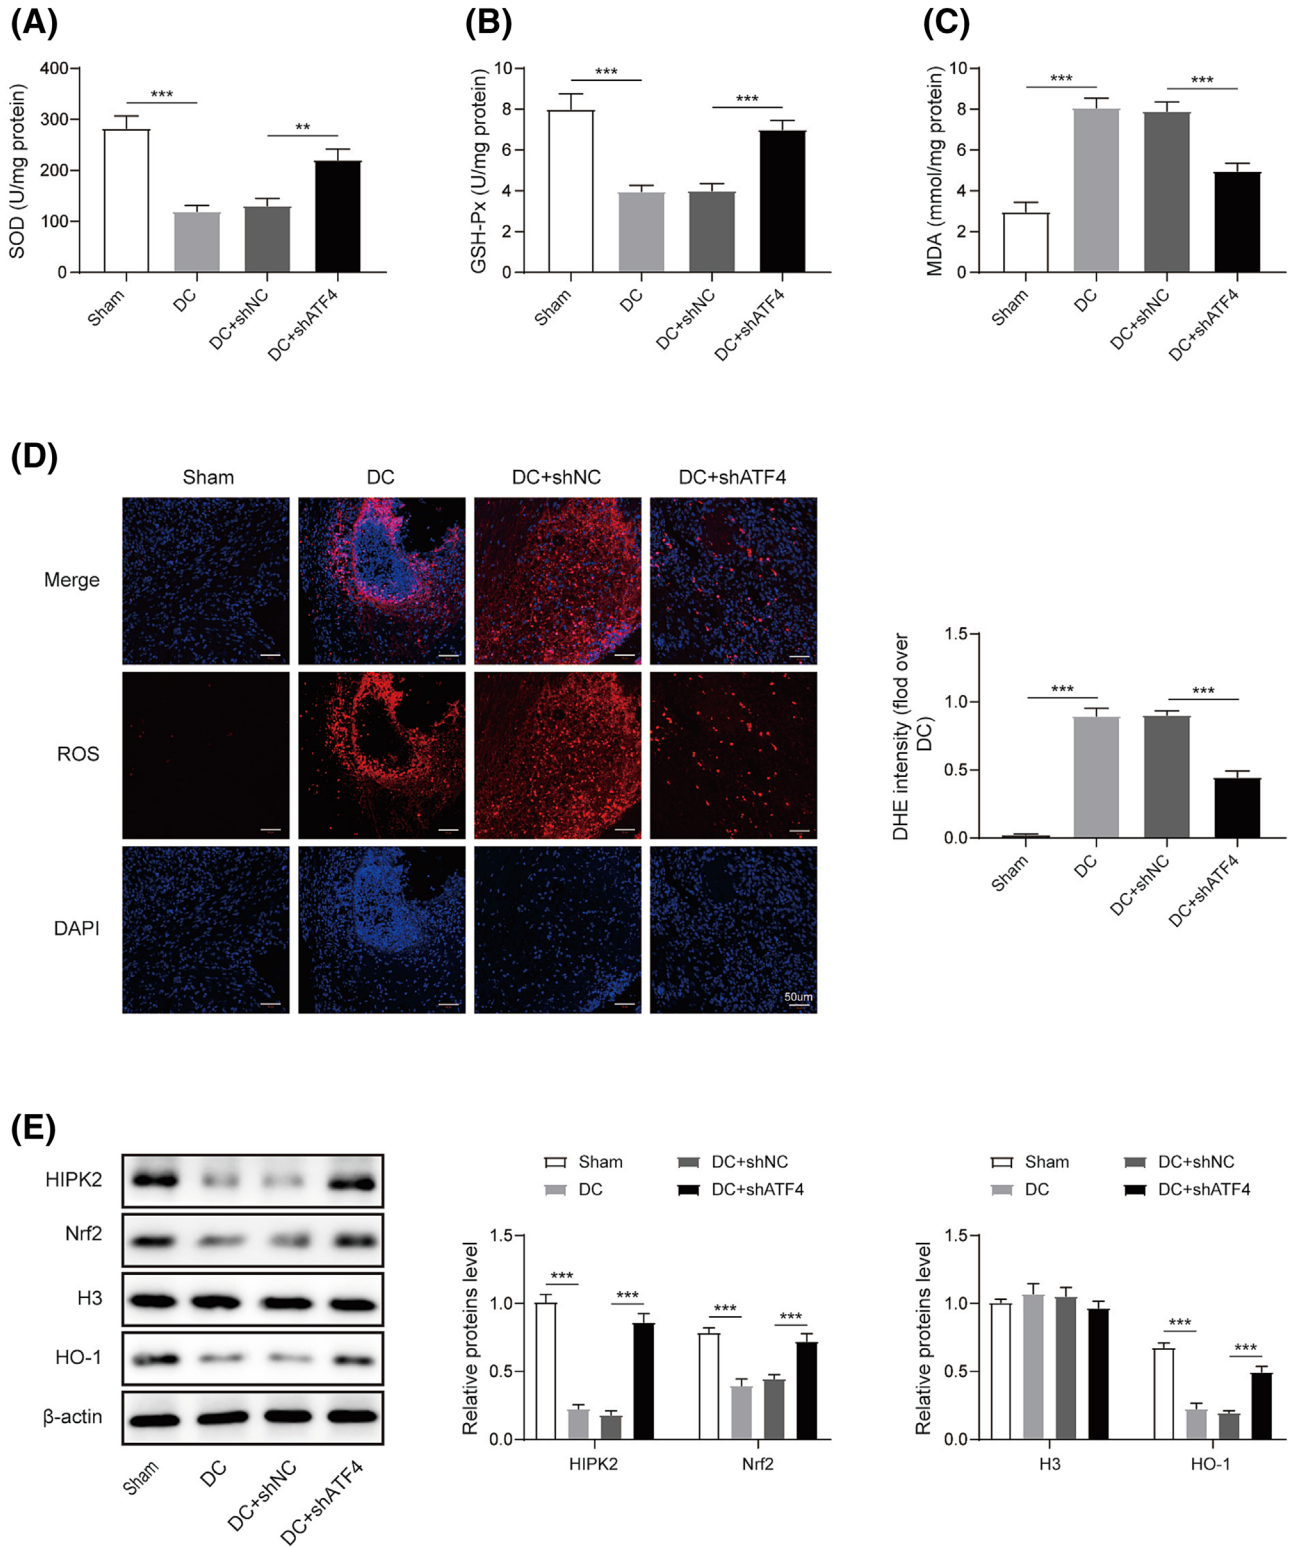 (A)
SOD (U/mg protein)
400
300
200
100
0
***
**
Sham
DC
DC+shNC
DC+shATF4
(B)
GSH-Px (U/mg protein)
10
8
6
4
2
0
***
***
Sham
DC
DC+shNC
DC+shATF4
(C)
MDA (mmol/mg protein)
10
8
6
4
2
0
***
***
Sham
DC
DC+shNC
DC+shATF4
(D)
Sham DC DC+shNC DC+shATF4
Merge
ROS
DAPI
50um
DHE intensity (flod over
DC)
1.5
1.0
0.5
0.0
***
***
Sham
DC
DC+shNC
DC+shATF4
(E)
HIPK2
Nrf2
H3
HO-1
β-actin
Sham
DC
DC+shNC
DC+shATF4
Sham DC+shNC
DC DC+shATF4
Relative proteins level
1.5
1.0
0.5
0.0
***
***
***
***
HIPK2 Nrf2
Sham DC+shNC
DC DC+shATF4
Relative proteins level
1.5
1.0
0.5
0.0
***
***
H3 HO-1